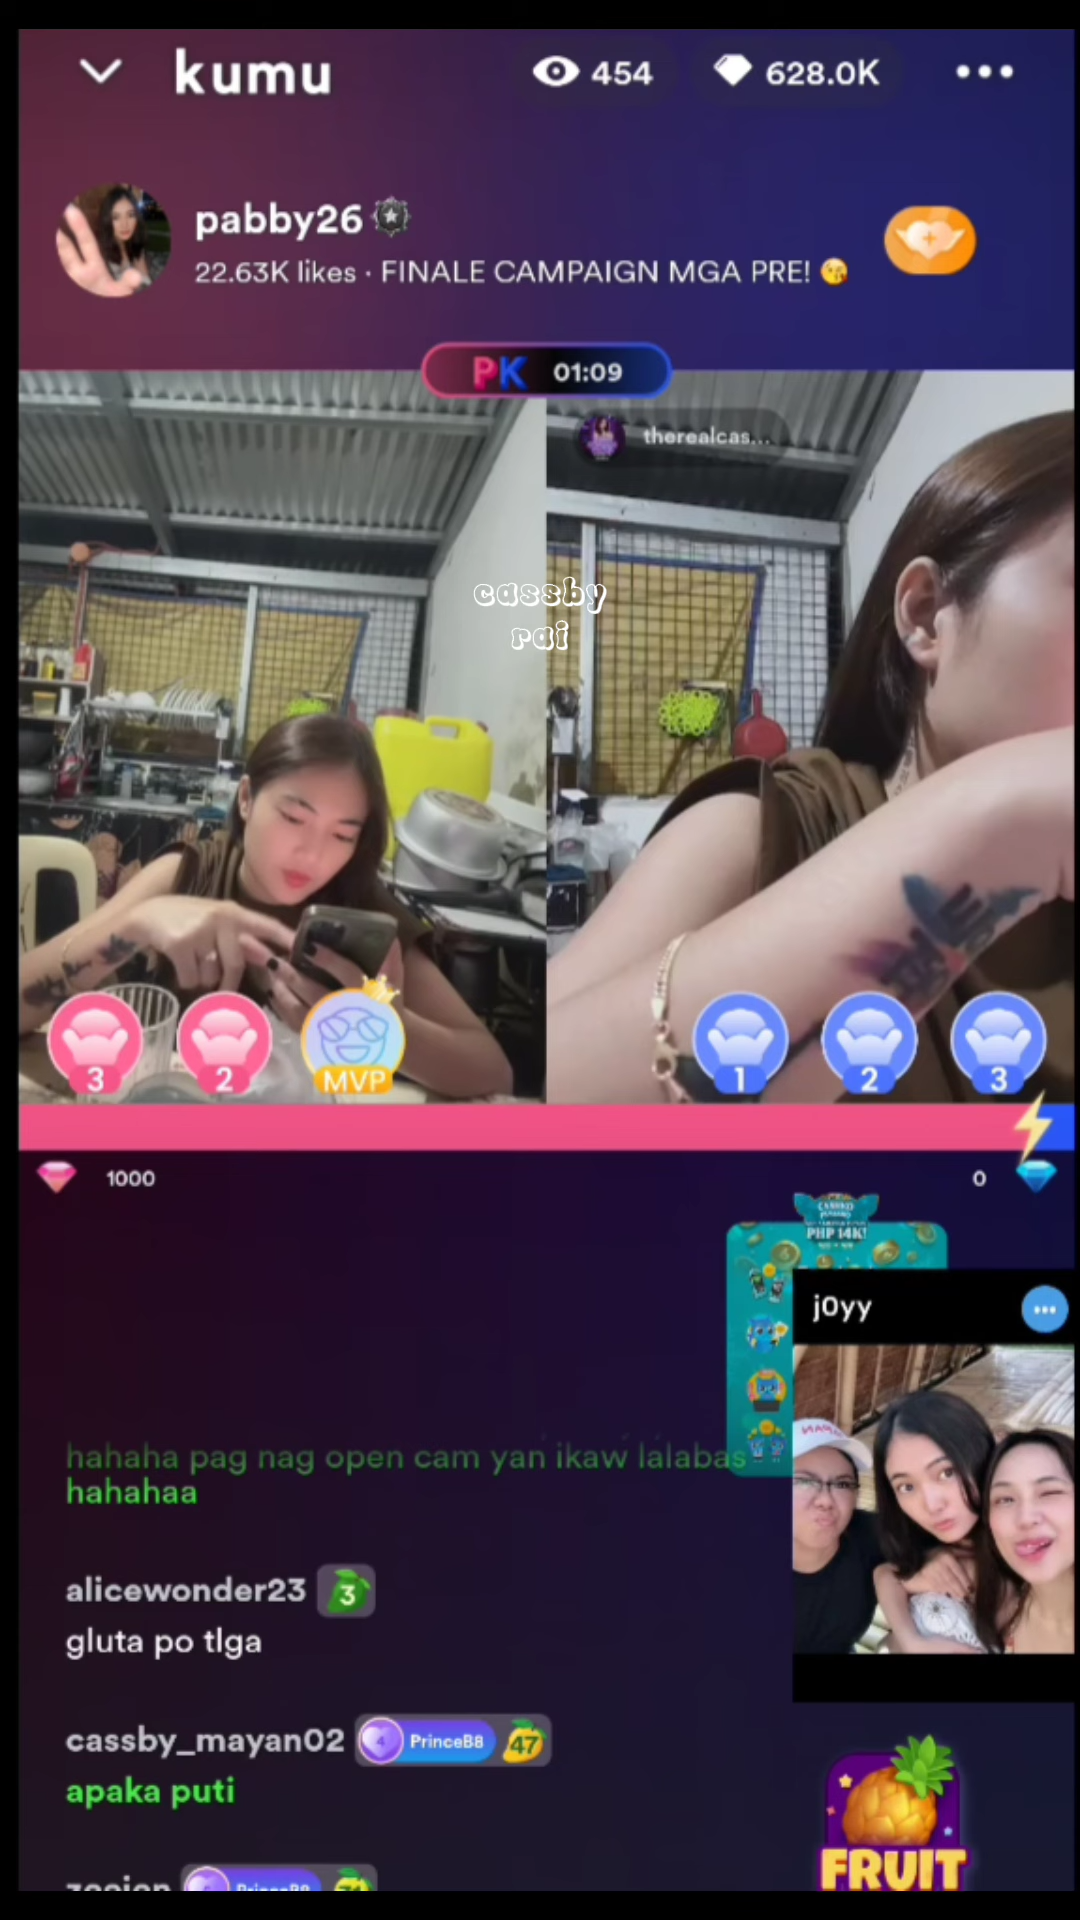 kumu
454
628.0K
pabby26
22.63K likes · FINALE CAMPAIGN MGA PRE! 😘
PK 01:09
therealcas...
cassby
rai
3
2
MVP
1
2
3
1000
0
PHP 14K!
j0yy
hahaha pag nag open cam yan ikaw lalabas
hahahaa
alicewonder23 3
gluta po tlga
cassby_mayan02 4 PrinceB8 47
apaka puti
PrinceB8
FRUIT